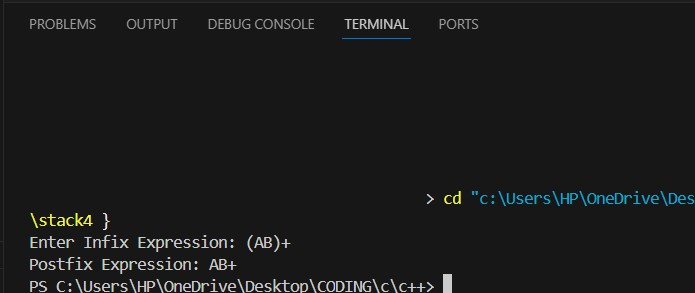 PROBLEMS OUTPUT DEBUG CONSOLE TERMINAL PORTS
> cd "c:\Users\HP\OneDrive\Des
\stack4 }
Enter Infix Expression: (AB)+
Postfix Expression: AB+
PS C:\Users\HP\OneDrive\Desktop\CODING\c\c++>